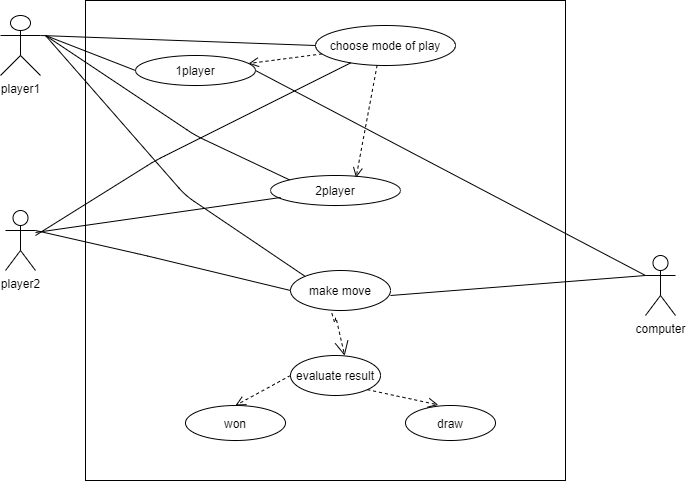 choose mode of play
1player
player1
2player
player2
make move
computer
evaluate result
won
draw